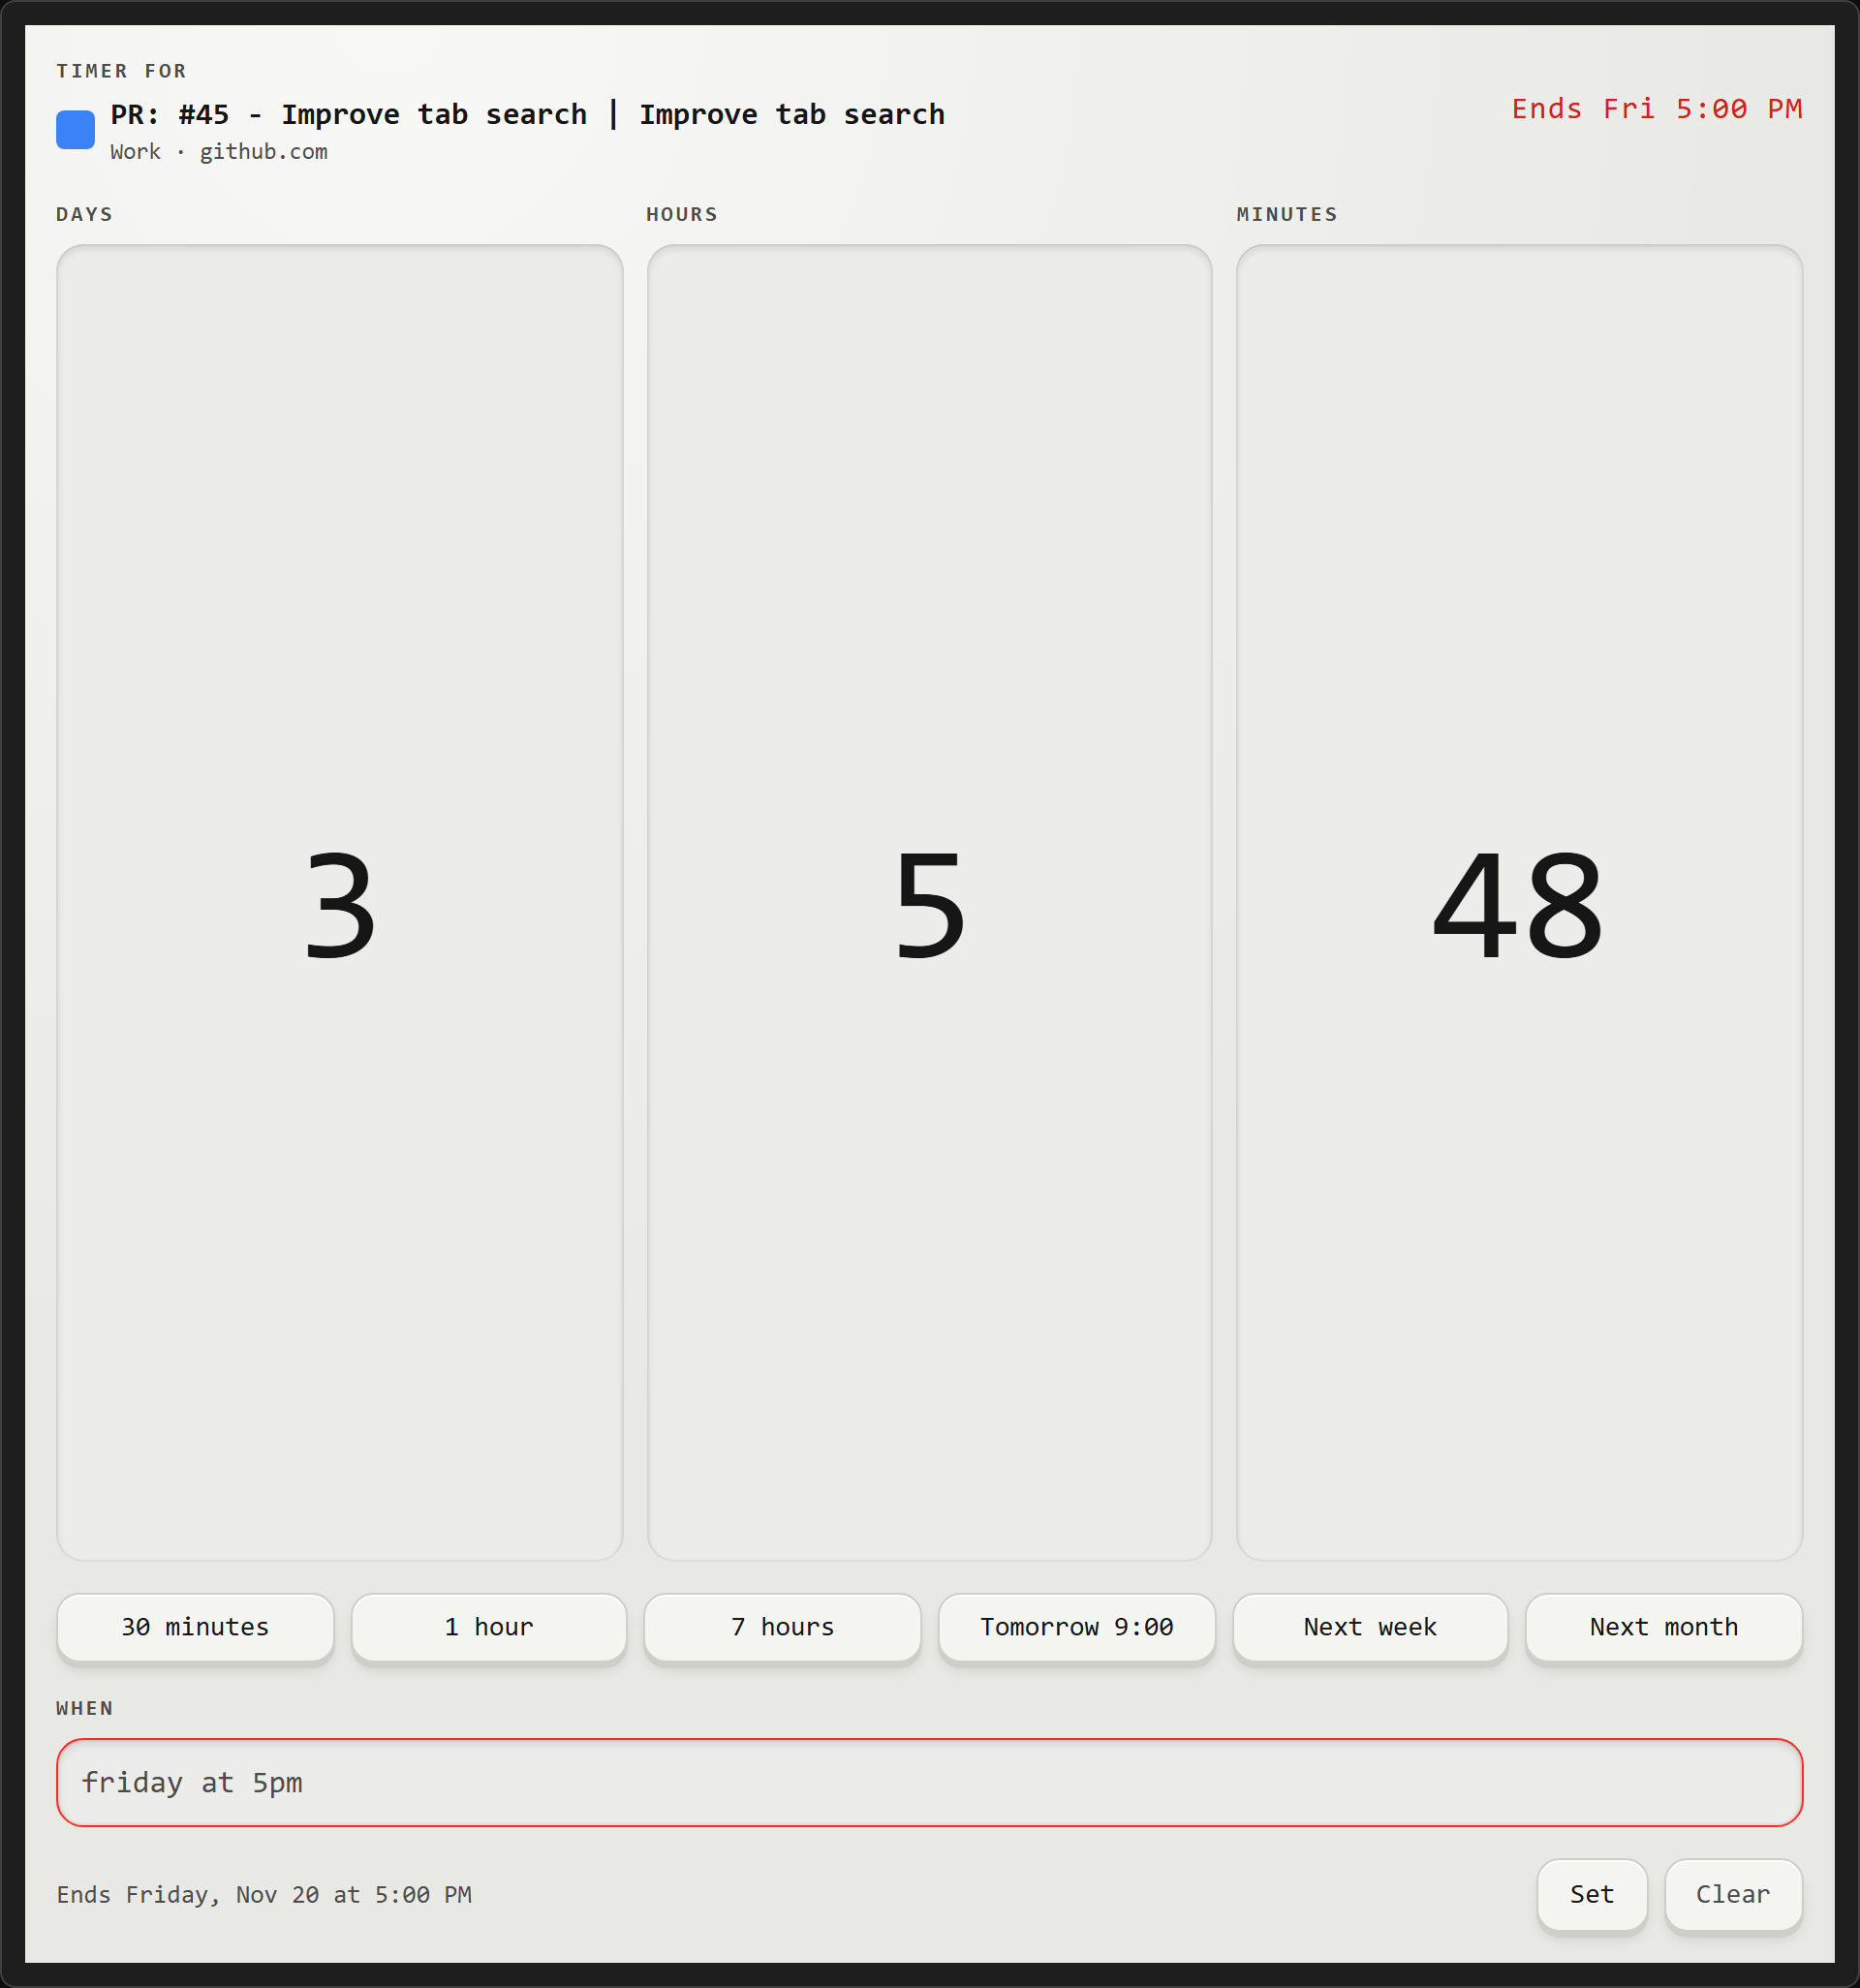 TIMER FOR
PR: #45 - Improve tab search | Improve tab search
Ends Fri 5:00 PM
Work · github.com
DAYS
HOURS
MINUTES
3
5
48
30 minutes
1 hour
7 hours
Tomorrow 9:00
Next week
Next month
WHEN
friday at 5pm
Ends Friday, Nov 20 at 5:00 PM
Set
Clear